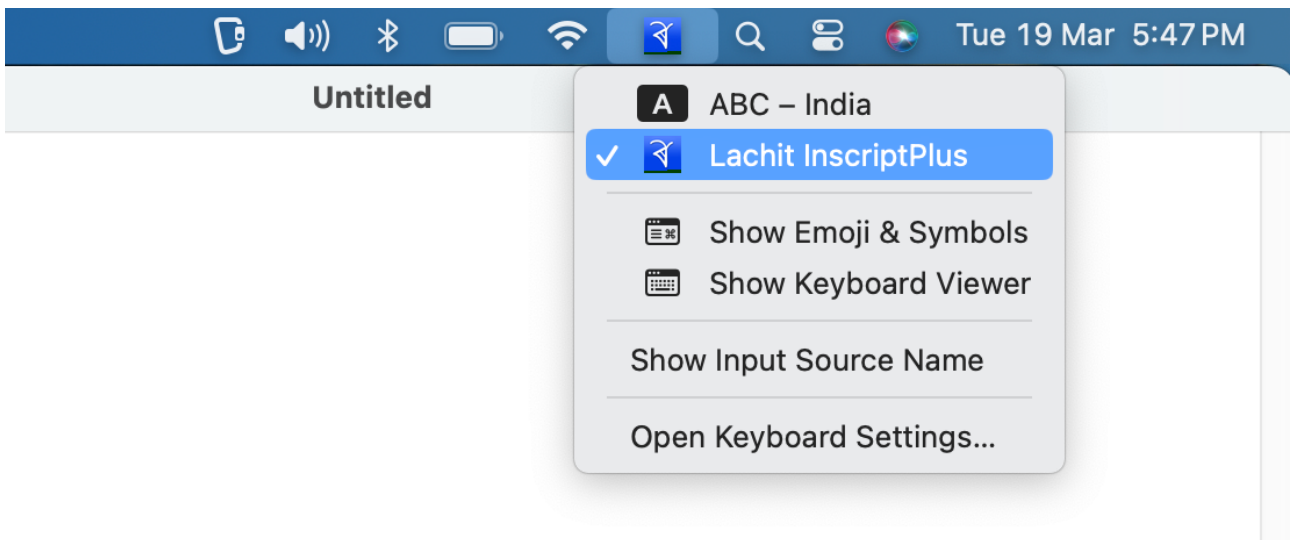 ৰ Tue 19 Mar 5:47 PM
Untitled
A ABC – India
✓ ৰ Lachit InscriptPlus
Show Emoji & Symbols
Show Keyboard Viewer
Show Input Source Name
Open Keyboard Settings...